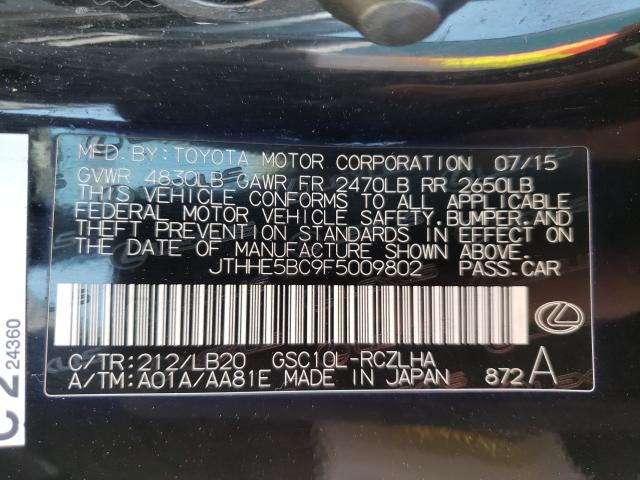 MFD. BY: TOYOTA MOTOR CORPORATION 07/15
GVWR 4830LB GAWR FR 2470LB RR 2650LB
THIS VEHICLE CONFORMS TO ALL APPLICABLE
FEDERAL MOTOR VEHICLE SAFETY, BUMPER, AND
THEFT PREVENTION STANDARDS IN EFFECT ON
THE DATE OF MANUFACTURE SHOWN ABOVE.
JTHHE5BC9F5009802 PASS.CAR
C/TR:212/LB20 GSC10L-RCZLHA
A/TM:A01A/AA81E MADE IN JAPAN 872A
C2
24360